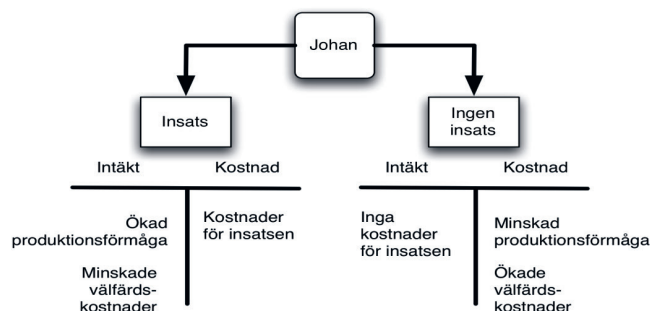 Johan
Insats
Ingen
insats
Intäkt
Kostnad
Ökad
produktionsförmåga
Minskade
välfärds-
kostnader
Kostnader
för insatsen
Intäkt
Kostnad
Inga
kostnader
för insatsen
Minskad
produktionsförmåga
Ökade
välfärds-
kostnader